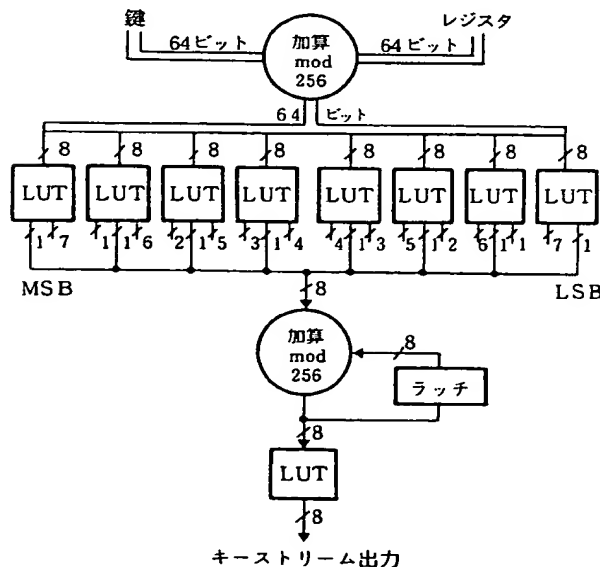 鍵 レジスタ
64ビット 加算 mod 256 64ビット
64 ビット
8 8 8 8 8 8 8 8
LUT LUT LUT LUT LUT LUT LUT LUT
1 7 1 1 6 2 1 5 3 1 4 4 1 3 5 1 2 6 1 1 7 1
MSB LSB
8
加算
mod
256
8
ラッチ
8
LUT
8
キーストリーム出力